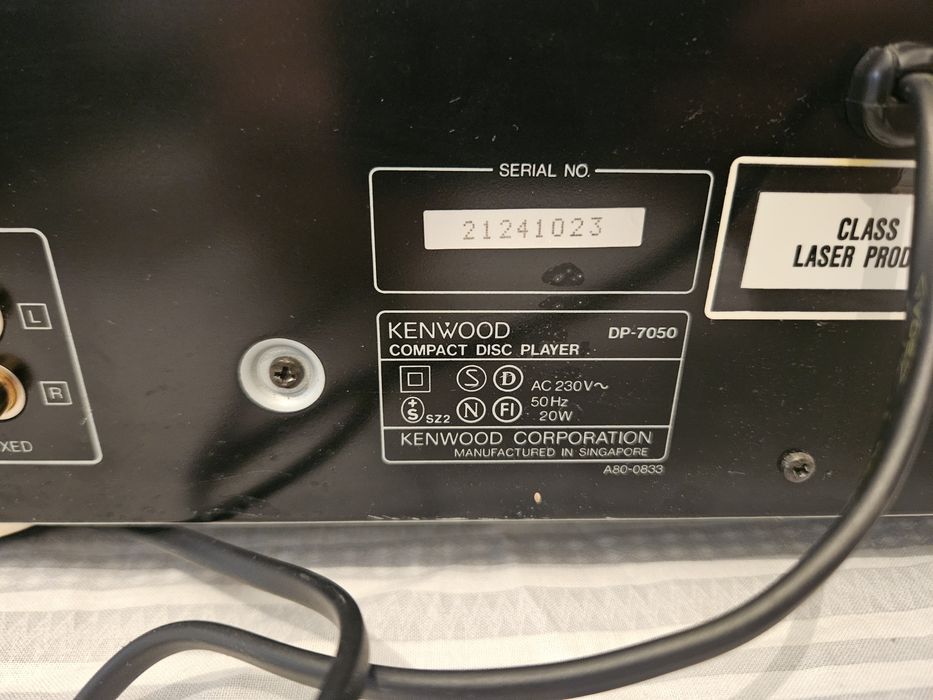 SERIAL NO.
21241023
CLASS
LASER PROD
L
R
XED
KENWOOD DP-7050
COMPACT DISC PLAYER
S D AC 230V~
50Hz
S SZ2 N FI 20W
KENWOOD CORPORATION
MANUFACTURED IN SINGAPORE
A80-0833